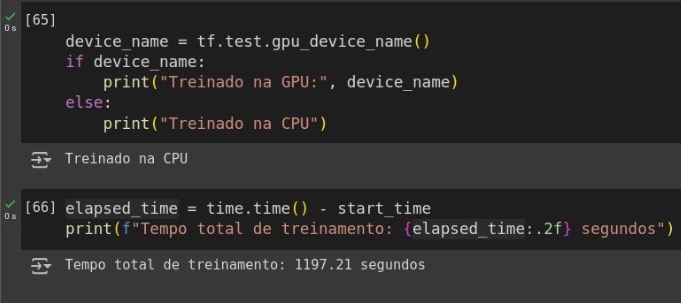 [65]
0s
device_name = tf.test.gpu_device_name()
if device_name:
    print("Treinado na GPU:", device_name)
else:
    print("Treinado na CPU")
Treinado na CPU
[66] elapsed_time = time.time() - start_time
0s
print(f"Tempo total de treinamento: {elapsed_time:.2f} segundos")
Tempo total de treinamento: 1197.21 segundos